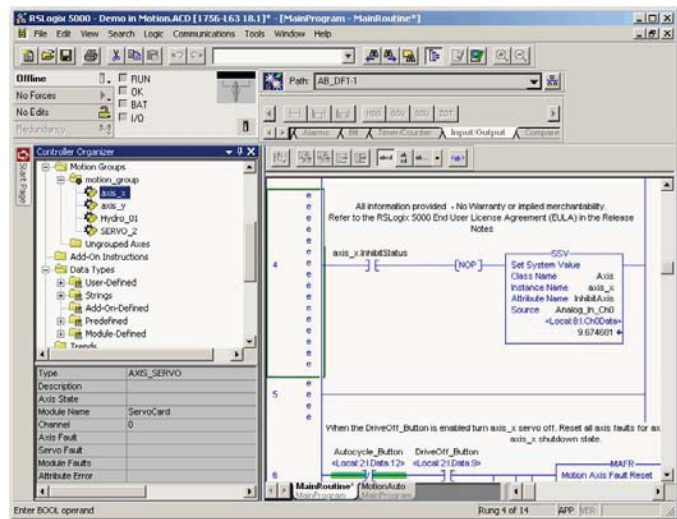 RSLogix 5000 - Demo in Motion.ACD [1756-L63 18.1]* - [MainProgram - MainRoutine*]
File Edit View Search Logic Communications Tools Window Help
Offline
RUN
No Forces
OK
No Edits
BAT
Redundancy
I/O
Path: AB_DF1-1
Alarms Bit Timer/Counter Input/Output Compare
Start Page
Controller Organizer
Motion Groups
motion_group
axis_x
axis_y
Hydro_01
SERVO_2
Ungrouped Axes
Add-On Instructions
Data Types
User-Defined
Strings
Add-On-Defined
Predefined
Module-Defined
Trends
Type AXIS_SERVO
Description
Axis State
Module Name ServoCard
Channel 0
Axis Fault
Servo Fault
Module Faults
Attribute Error
All information provided - No Warranty or implied merchantability.
Refer to the RSLogix 5000 End User License Agreement (EULA) in the Release
Notes
4
axis_x.InhibitStatus
NOP
SSV
Set System Value
Class Name Axis
Instance Name axis_x
Attribute Name InhibitAxis
Source Analog_In_Ch0
<Local:8:I.Ch0Data>
9.674681
5
When the DriveOff_Button is enabled turn axis_x servo off. Reset all axis faults for ax
axis_x shutdown state.
Autocycle_Button DriveOff_Button
<Local:2:I.Data.12> <Local:2:I.Data.9>
MAFR
6
Motion Axis Fault Reset
MainRoutine* MotionAuto
MainProgram MainProgram
Enter BOOL operand
Rung 4 of 14
APP
VER